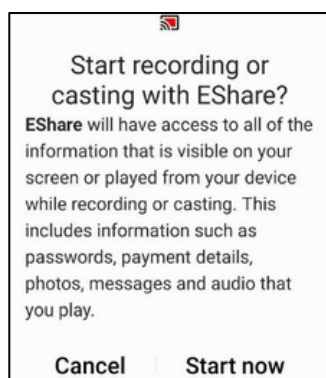 Start recording or
casting with EShare?
EShare will have access to all of the
information that is visible on your
screen or played from your device
while recording or casting. This
includes information such as
passwords, payment details,
photos, messages and audio that
you play.
Cancel Start now